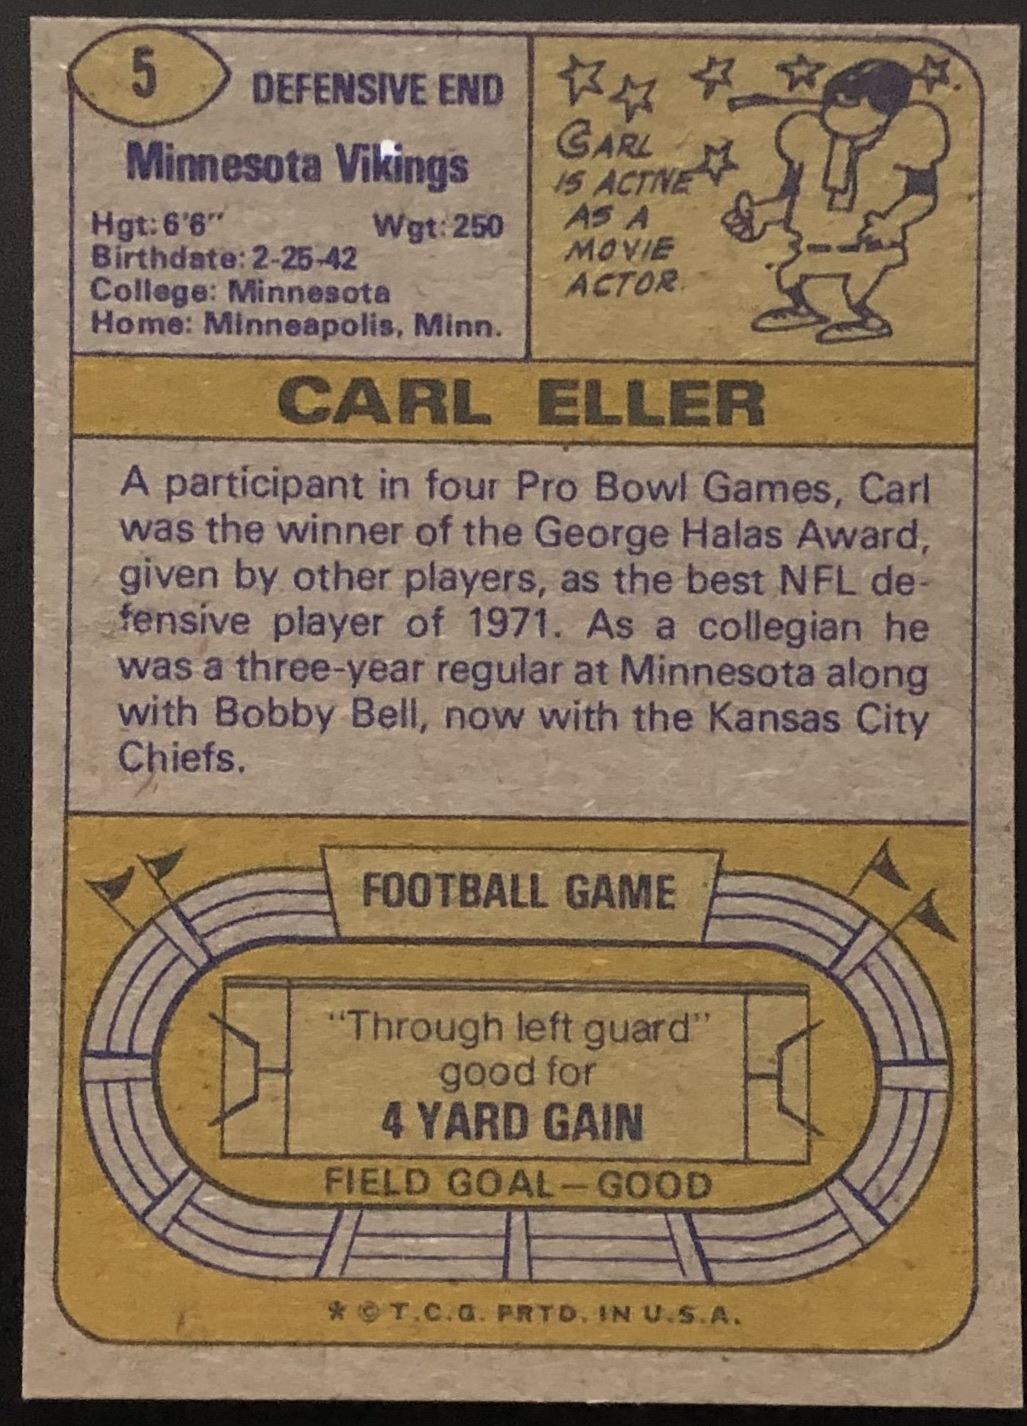 5
DEFENSIVE END
Minnesota Vikings
Hgt: 6'6" Wgt: 250
Birthdate: 2-25-42
College: Minnesota
Home: Minneapolis, Minn.
CARL
IS ACTIVE
AS A
MOVIE
ACTOR.
CARL ELLER
A participant in four Pro Bowl Games, Carl
was the winner of the George Halas Award,
given by other players, as the best NFL de-
fensive player of 1971. As a collegian he
was a three-year regular at Minnesota along
with Bobby Bell, now with the Kansas City
Chiefs.
FOOTBALL GAME
"Through left guard"
good for
4 YARD GAIN
FIELD GOAL—GOOD
* © T.C.G. PRTD. IN U.S.A.